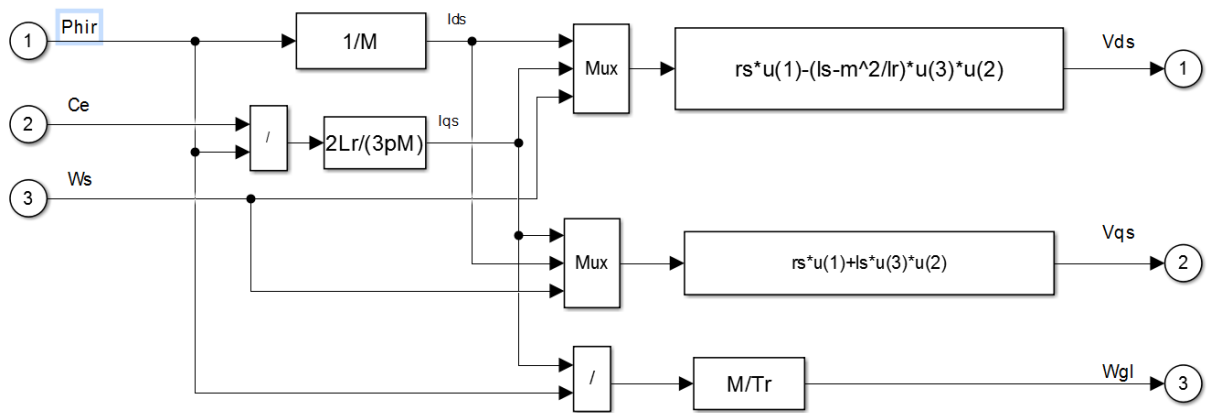 Phir
1
1/M
Ids
Mux
rs*u(1)-(ls-m^2/lr)*u(3)*u(2)
Vds
1
Ce
2
/
2Lr/(3pM)
Iqs
Ws
3
Mux
rs*u(1)+ls*u(3)*u(2)
Vqs
2
/
M/Tr
Wgl
3